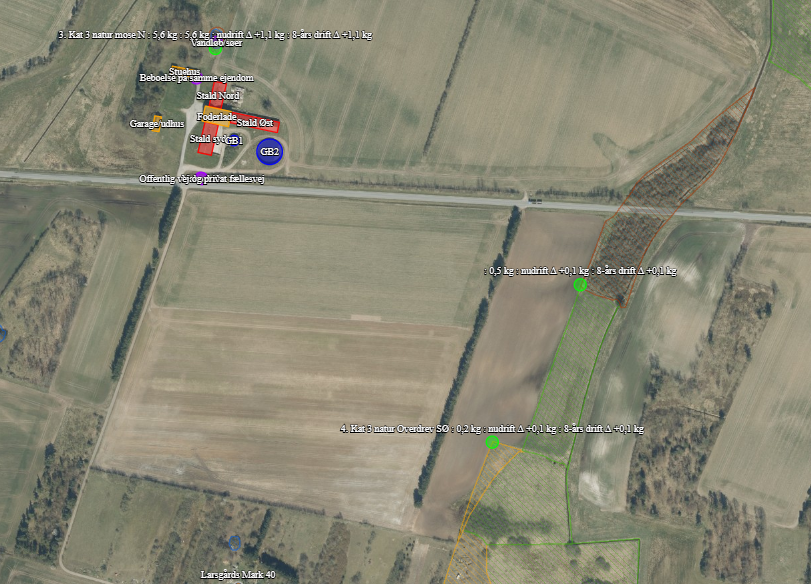 3. Kat 3 natur mose N : 5,6 kg : 5,6 kg : nudrift Δ +1,1 kg : 8-års drift Δ +1,1 kg
Vandløb/søer
Stuehus
Beboelse på samme ejendom
Stald Nord
Garage/udhus
Foderlade
Stald Øst
Stald syd
GB1
GB2
Offentlig vej og privat fællesvej
: 0,5 kg : nudrift Δ +0,1 kg : 8-års drift Δ +0,1 kg
4. Kat 3 natur Overdrev SØ : 0,2 kg : nudrift Δ +0,1 kg : 8-års drift Δ +0,1 kg
Larsgårds Mark 40